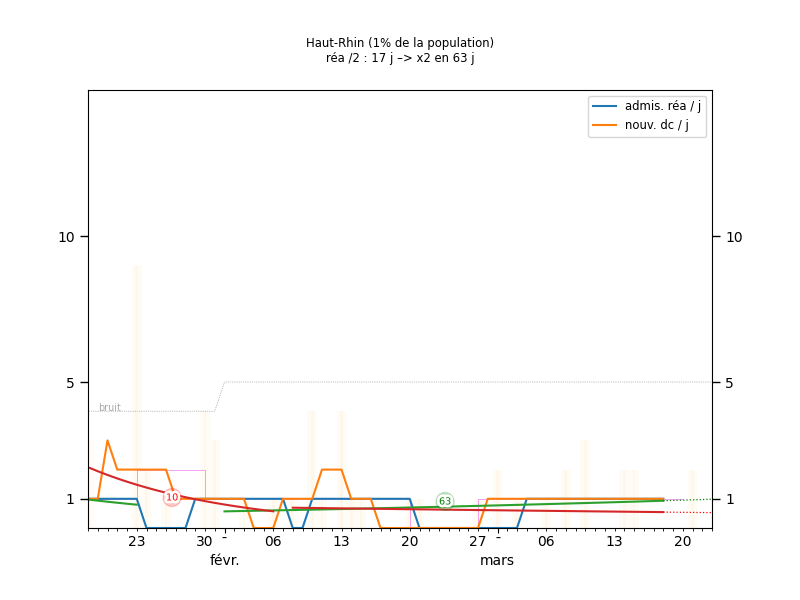 Haut-Rhin (1% de la population)
réa /2 : 17 j –> x2 en 63 j
admis. réa / j
nouv. dc / j
10
10
5
5
bruit
10
63
1
1
23
30
-
06
13
20
27
-
06
13
20
févr.
mars